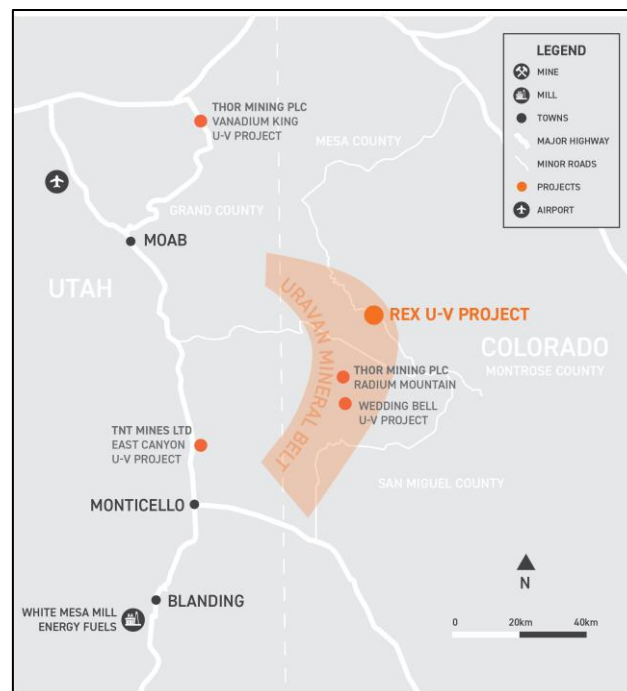 LEGEND
MINE
MILL
TOWNS
MAJOR HIGHWAY
MINOR ROADS
PROJECTS
AIRPORT
THOR MINING PLC
VANADIUM KING
U-V PROJECT
MESA COUNTY
GRAND COUNTY
MOAB
UTAH
URAVAN MINERAL BELT
REX U-V PROJECT
COLORADO
MONTROSE COUNTY
THOR MINING PLC
RADIUM MOUNTAIN
WEDDING BELL
U-V PROJECT
TNT MINES LTD
EAST CANYON
U-V PROJECT
SAN MIGUEL COUNTY
MONTICELLO
N
BLANDING
WHITE MESA MILL
ENERGY FUELS
0 20km 40km